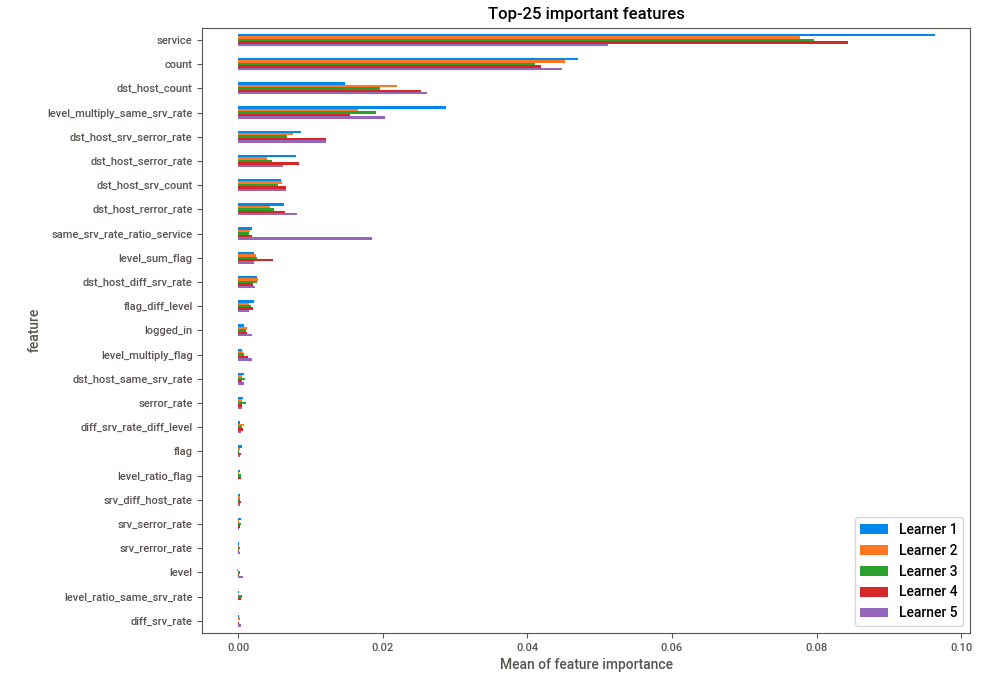 Top-25 important features
service
count
dst_host_count
level_multiply_same_srv_rate
dst_host_srv_serror_rate
dst_host_serror_rate
dst_host_srv_count
dst_host_rerror_rate
same_srv_rate_ratio_service
level_sum_flag
dst_host_diff_srv_rate
flag_diff_level
logged_in
level_multiply_flag
dst_host_same_srv_rate
serror_rate
diff_srv_rate_diff_level
flag
level_ratio_flag
srv_diff_host_rate
srv_serror_rate
srv_rerror_rate
level
level_ratio_same_srv_rate
diff_srv_rate
feature
Learner 1
Learner 2
Learner 3
Learner 4
Learner 5
0.00 0.02 0.04 0.06 0.08 0.10
Mean of feature importance